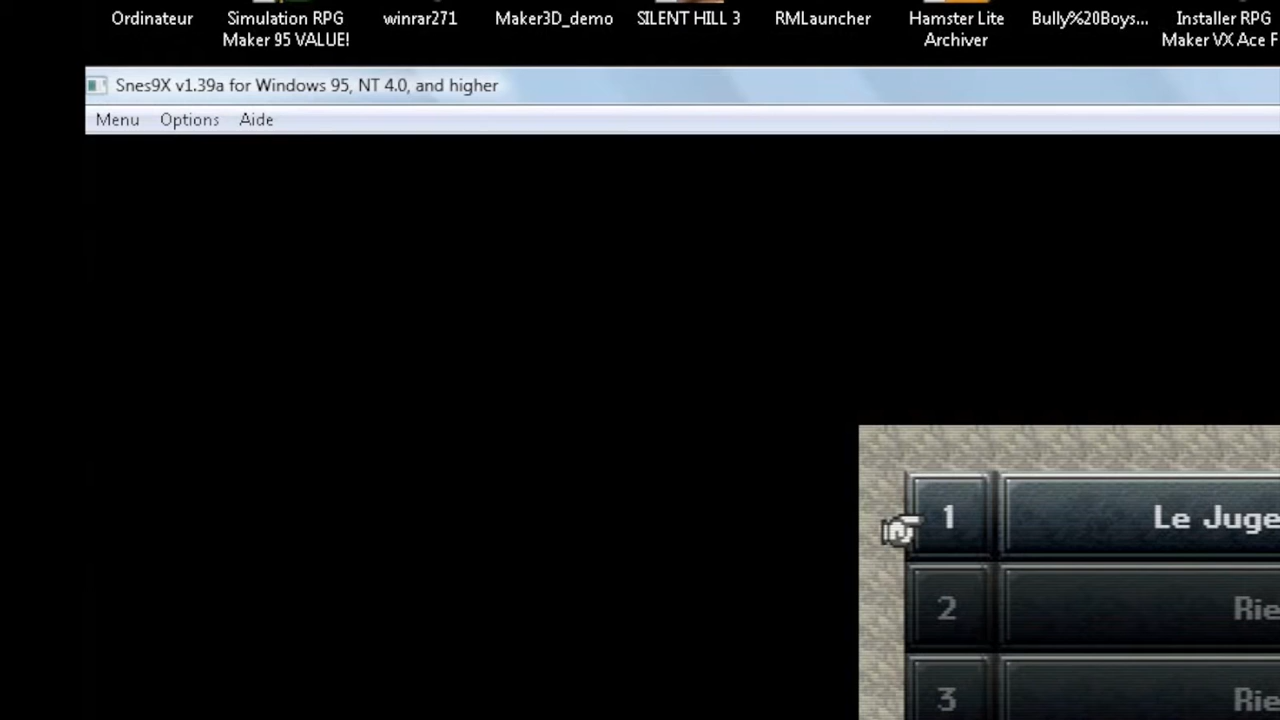 Ordinateur
Simulation RPG
Maker 95 VALUE!
winrar271
Maker3D_demo
SILENT HILL 3
RMLauncher
Hamster Lite
Archiver
Bully%20Boys...
Installer RPG
Maker VX Ace F
Snes9X v1.39a for Windows 95, NT 4.0, and higher
Menu Options Aide
1 Le Juge
2 Rie
3 Rie